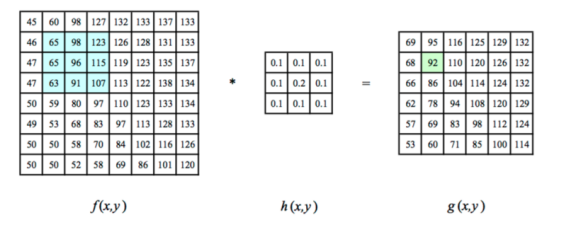 45 60 98 127 132 133 137 133
46 65 98 123 126 128 131 133
47 65 96 115 119 123 135 137
47 63 91 107 113 122 138 134
50 59 80 97 110 123 133 134
49 53 68 83 97 113 128 133
50 50 58 70 84 102 116 126
50 50 52 58 69 86 101 120
*
0.1 0.1 0.1
0.1 0.2 0.1
0.1 0.1 0.1
=
69 95 116 125 129 132
68 92 110 120 126 132
66 86 104 114 124 132
62 78 94 108 120 129
57 69 83 98 112 124
53 60 71 85 100 114
f(x,y)
h(x,y)
g(x,y)